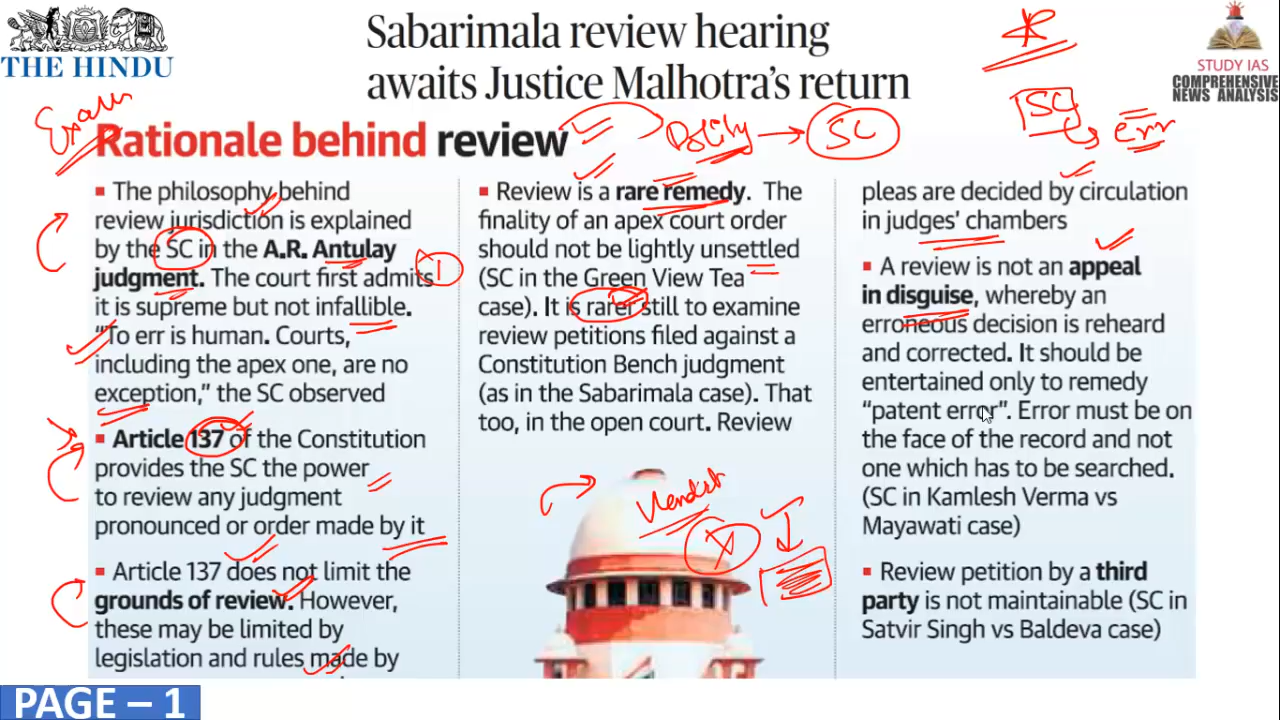 THE HINDU
Sabarimala review hearing
awaits Justice Malhotra's return
STUDY IAS
COMPREHENSIVE
NEWS ANALYSIS
Exam
Rationale behind review
Polity → SC
SC
err
▪ The philosophy behind
review jurisdiction is explained
by the SC in the A.R. Antulay
judgment. The court first admits
it is supreme but not infallible.
"To err is human. Courts,
including the apex one, are no
exception," the SC observed
▪ Article 137 of the Constitution
provides the SC the power
to review any judgment
pronounced or order made by it
▪ Article 137 does not limit the
grounds of review. However,
these may be limited by
legislation and rules made by
1
▪ Review is a rare remedy. The
finality of an apex court order
should not be lightly unsettled
(SC in the Green View Tea
case). It is rarer still to examine
review petitions filed against a
Constitution Bench judgment
(as in the Sabarimala case). That
too, in the open court. Review
Verdict
pleas are decided by circulation
in judges' chambers
▪ A review is not an appeal
in disguise, whereby an
erroneous decision is reheard
and corrected. It should be
entertained only to remedy
"patent error". Error must be on
the face of the record and not
one which has to be searched.
(SC in Kamlesh Verma vs
Mayawati case)
▪ Review petition by a third
party is not maintainable (SC in
Satvir Singh vs Baldeva case)
PAGE – 1